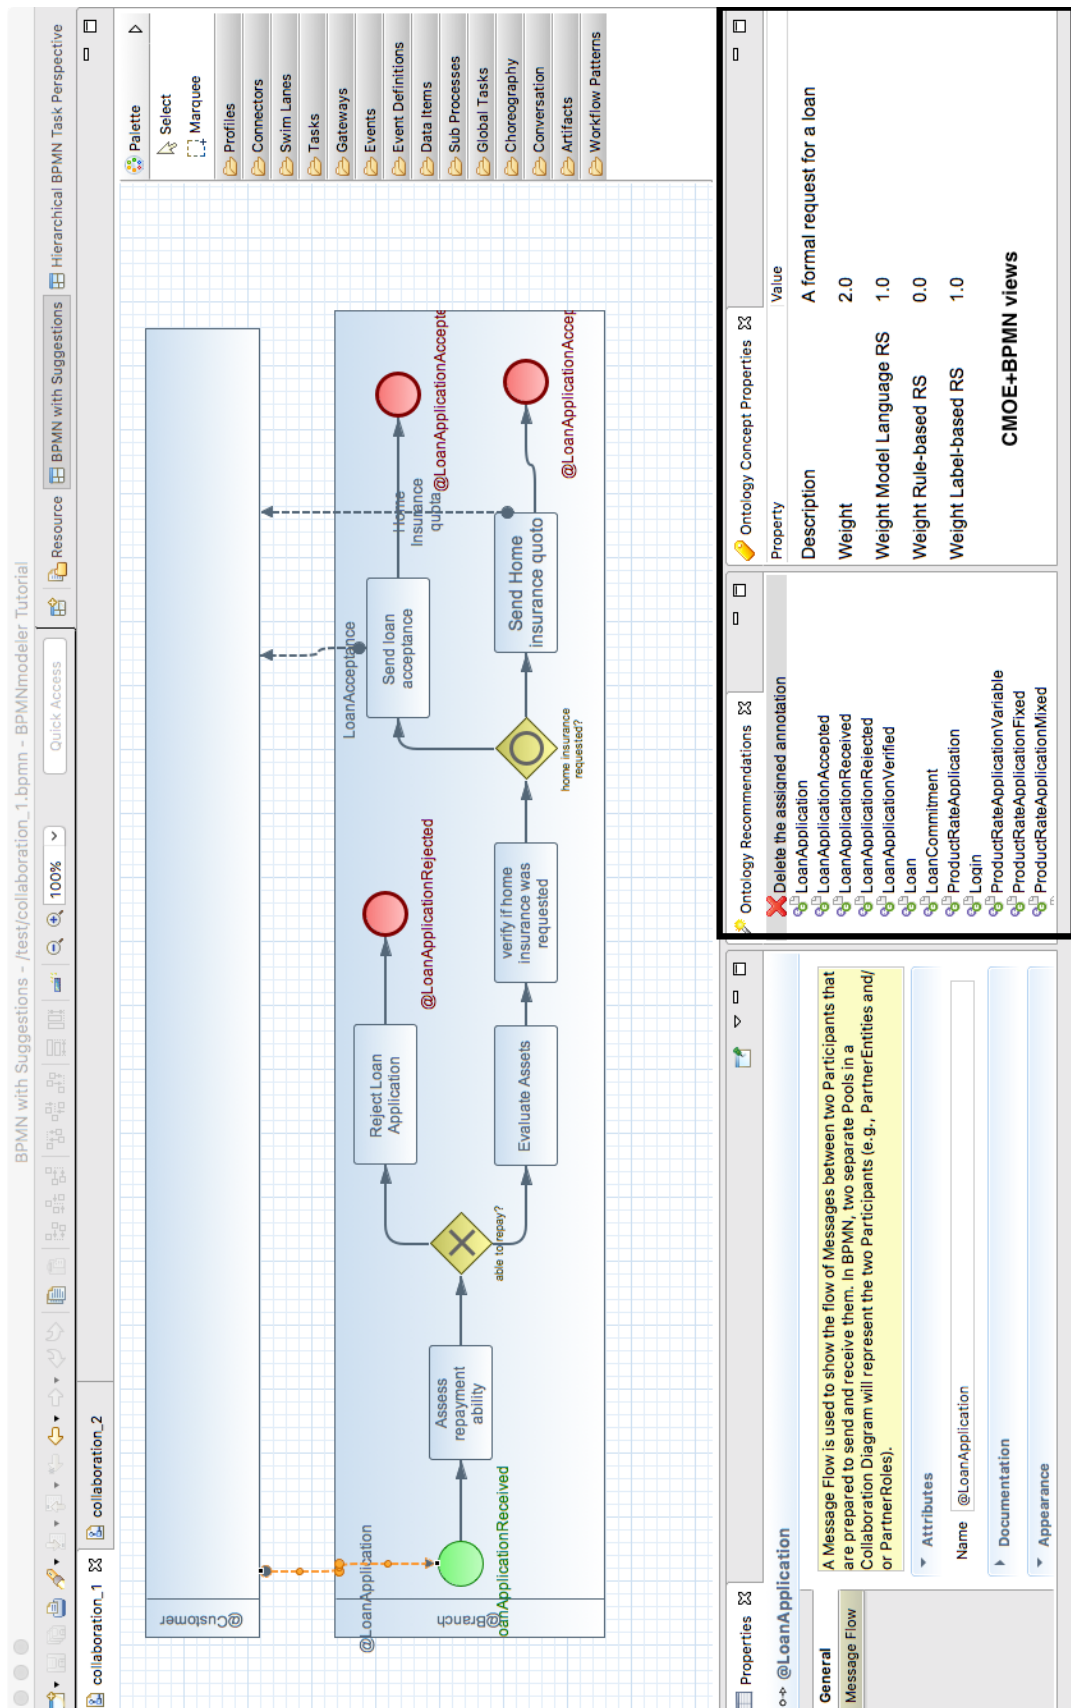 BPMN with Suggestions - /test/collaboration_1.bpmn - BPMNmodeler Tutorial
100%
Quick Access
Resource
BPMN with Suggestions
Hierarchical BPMN Task Perspective
collaboration_1
collaboration_2
@Customer
@Branch
@LoanApplication
oanApplicationReceived
Assess
repayment
ability
able to repay?
Reject Loan
Application
@LoanApplicationRejected
Evaluate Assets
verify if home
insurance was
requested
home insurance
requested?
LoanAcceptance
Send loan
acceptance
Home
Insurance
quota
@LoanApplicationAccepte
Send Home
insurance quoto
@LoanApplicationAccep
Palette
Select
Marquee
Profiles
Connectors
Swim Lanes
Tasks
Gateways
Events
Event Definitions
Data Items
Sub Processes
Global Tasks
Choreography
Conversation
Artifacts
Workflow Patterns
Properties
@LoanApplication
General
Message Flow
A Message Flow is used to show the flow of Messages between two Participants that
are prepared to send and receive them. In BPMN, two separate Pools in a
Collaboration Diagram will represent the two Participants (e.g., PartnerEntities and/
or PartnerRoles).
Attributes
Name @LoanApplication
Documentation
Appearance
Ontology Recommendations
Delete the assigned annotation
LoanApplication
LoanApplicationAccepted
LoanApplicationReceived
LoanApplicationRejected
LoanApplicationVerified
Loan
LoanCommitment
ProductRateApplication
Login
ProductRateApplicationVariable
ProductRateApplicationFixed
ProductRateApplicationMixed
Ontology Concept Properties
Property Value
Description A formal request for a loan
Weight 2.0
Weight Model Language RS 1.0
Weight Rule-based RS 0.0
Weight Label-based RS 1.0
CMOE+BPMN views